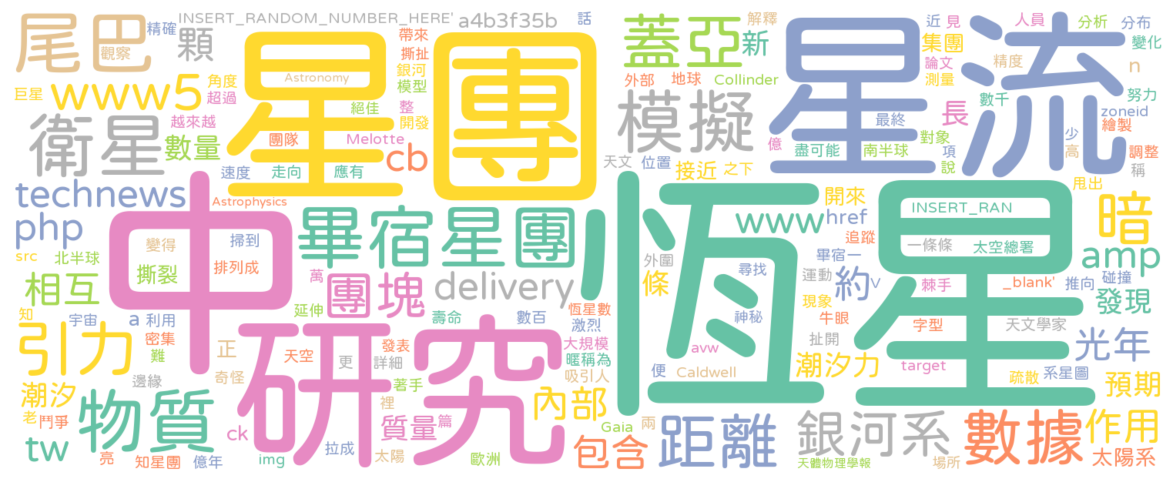 尾巴
觀察
精確
INSERT_RANDOM_NUMBER_HERE'
a4b3f35b
話
顆
帶來
撕扯
銀河
模型
巨星
www5
角度
超過
星團
Astronomy
絕佳
整
開發
越來越
衛星
數量
團隊
Melotte
cb
速度
走向
應有
technews
php
Astrophysics
中
畢宿星團
變得
掃到
src
北半球
撕裂
排列成
相互
萬
團塊
delivery
延伸
壽命
數百
恆星數
激烈
知
宇宙
a
利用
引力
密集
難
正
天空
更
發表
詳細
大規模
暱稱為
吸引人
研究
邊緣
奇怪
著手
裡
內部
潮汐
老
鬥爭
物質
質量
篇
tw
亮
知星團
億年
ck
img
拉成
太陽
歐洲
包含
Gaia
兩
蓋亞
解釋
新
外部
地球
Collinder
近
見
集團
論文
測量
人員
分析
分布
變化
精度
n
模擬
星流
數千
努力
zoneid
長
繪製
最終
對象
億
盡可能
南半球
項
說
少
高
調整
稱
天文
位置
接近
之下
甩出
恆星
開來
www
href
INSERT_RAN
暗
追蹤
一條條
太空總署
amp
外圍
條
尋找
畢宿一
運動
約
v
棘手
_blank'
推向
碰撞
現象
牛眼
發現
神秘
字型
天文學家
扯開
avw
光年
潮汐力
便
Caldwell
target
疏散
系星圖
預期
距離
銀河系
數據
作用
天體物理學報
場所
太陽系